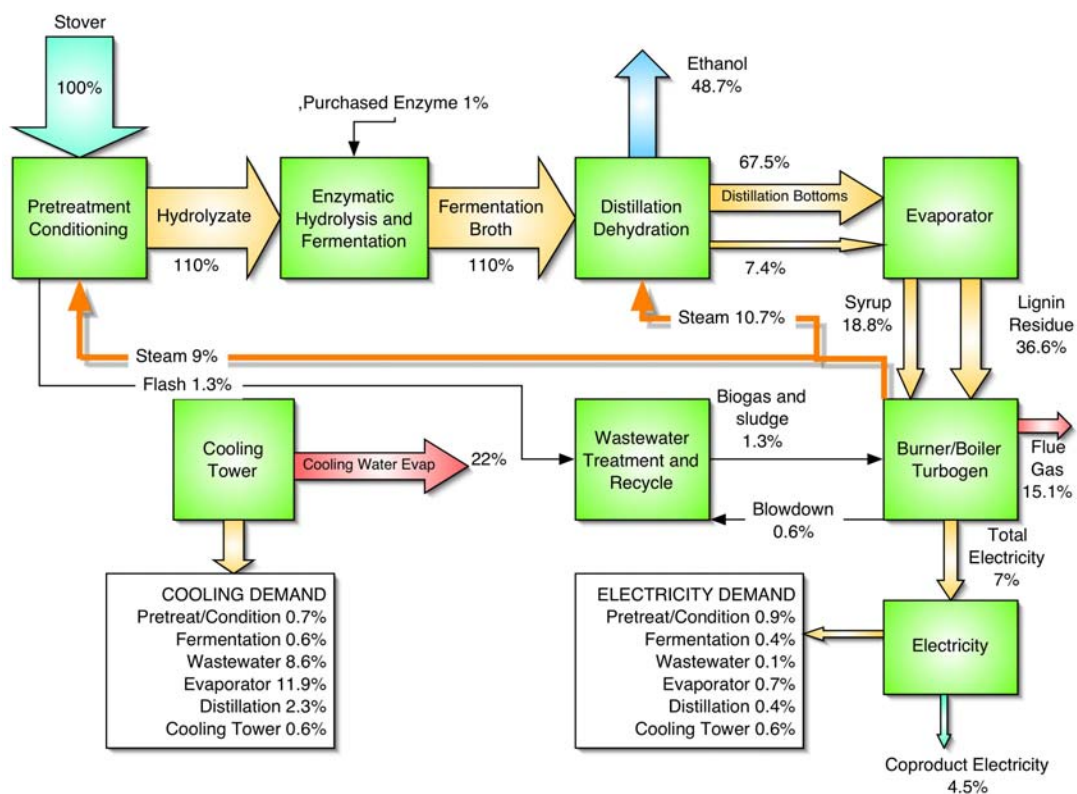 Stover
100%
Ethanol
48.7%
,Purchased Enzyme 1%
Pretreatment
Conditioning
Hydrolyzate
110%
Enzymatic
Hydrolysis and
Fermentation
Fermentation
Broth
110%
Distillation
Dehydration
67.5%
Distillation Bottoms
7.4%
Evaporator
Steam 10.7%
Syrup
18.8%
Lignin
Residue
36.6%
Steam 9%
Flash 1.3%
Cooling
Tower
Cooling Water Evap
22%
Wastewater
Treatment and
Recycle
Biogas and
sludge
1.3%
Blowdown
0.6%
Burner/Boiler
Turbogen
Flue
Gas
15.1%
Total
Electricity
7%
COOLING DEMAND
Pretreat/Condition 0.7%
Fermentation 0.6%
Wastewater 8.6%
Evaporator 11.9%
Distillation 2.3%
Cooling Tower 0.6%
ELECTRICITY DEMAND
Pretreat/Condition 0.9%
Fermentation 0.4%
Wastewater 0.1%
Evaporator 0.7%
Distillation 0.4%
Cooling Tower 0.6%
Electricity
Coproduct Electricity
4.5%